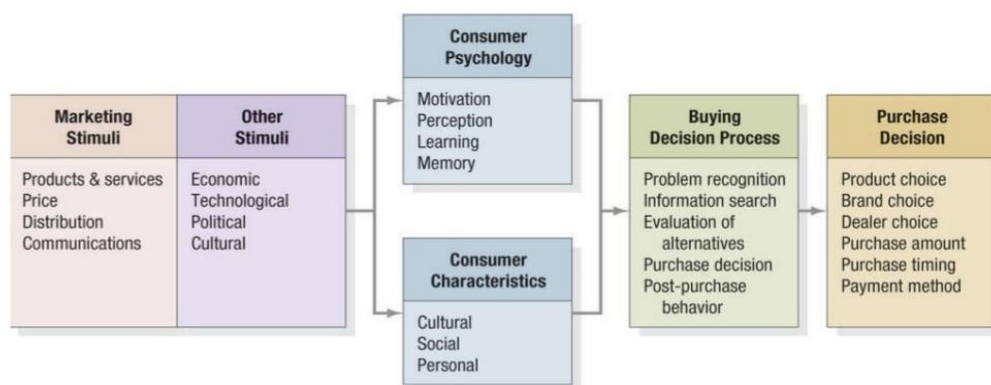 Marketing
Stimuli
Products & services
Price
Distribution
Communications
Other
Stimuli
Economic
Technological
Political
Cultural
Consumer
Psychology
Motivation
Perception
Learning
Memory
Consumer
Characteristics
Cultural
Social
Personal
Buying
Decision Process
Problem recognition
Information search
Evaluation of
alternatives
Purchase decision
Post-purchase
behavior
Purchase
Decision
Product choice
Brand choice
Dealer choice
Purchase amount
Purchase timing
Payment method